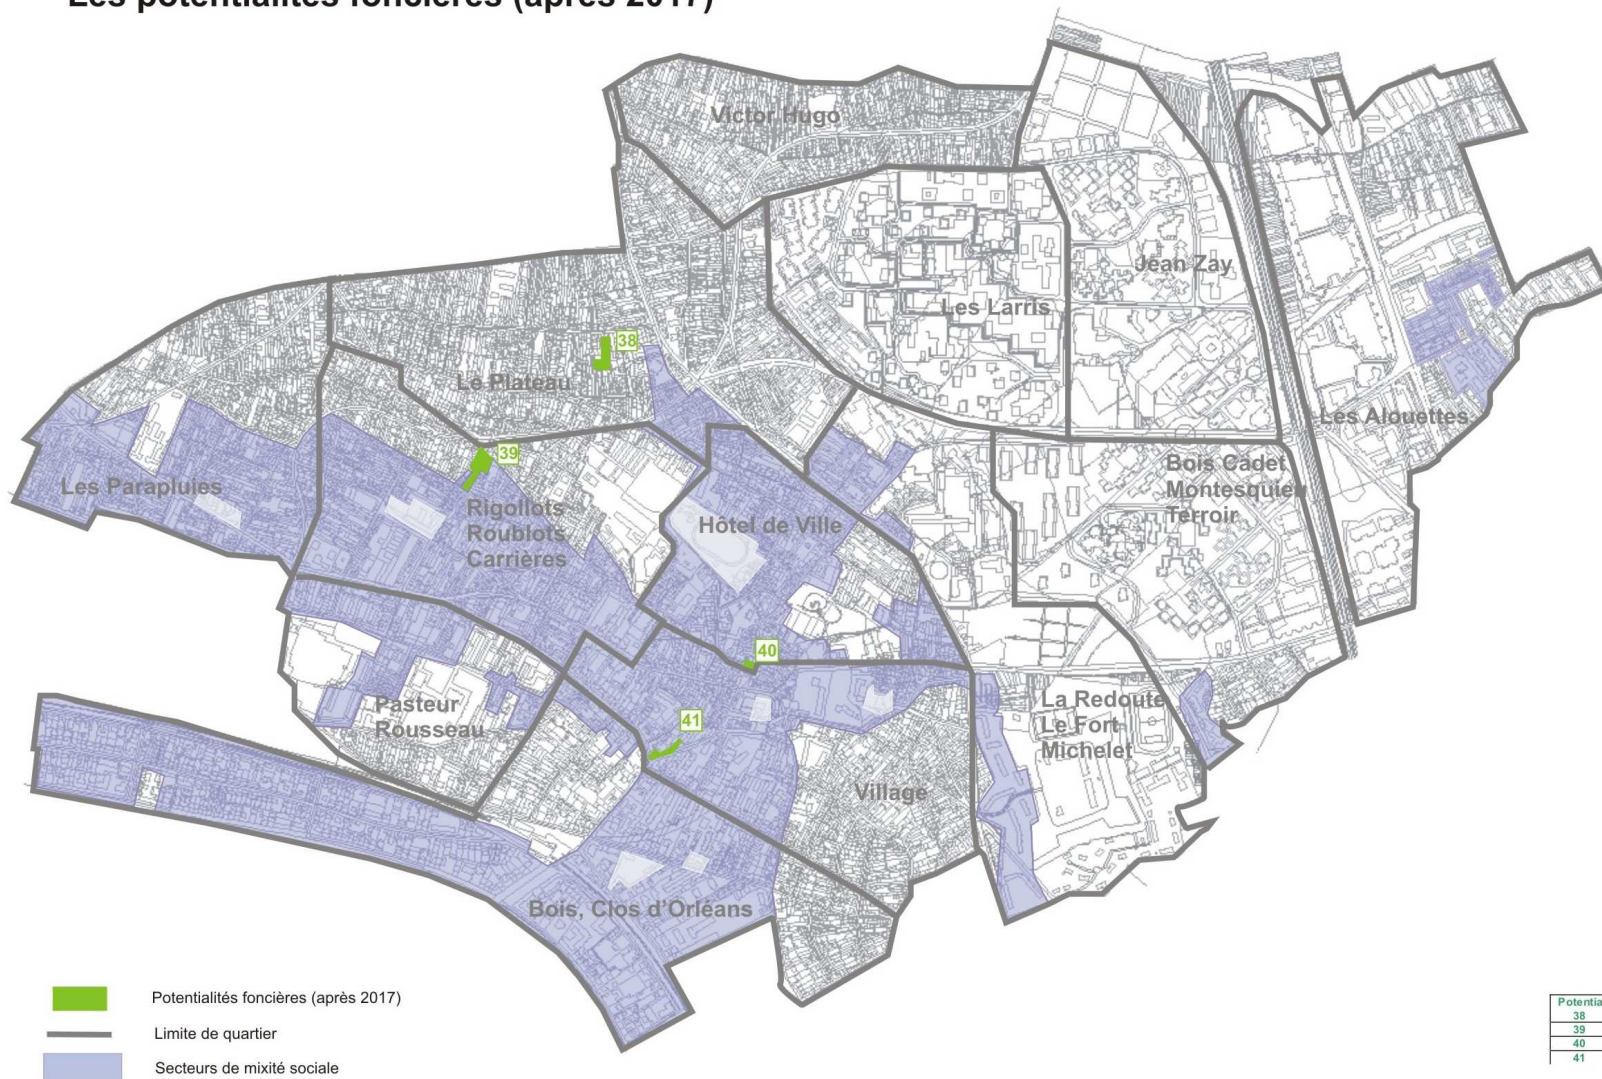 Les potentialités foncières (après 2017)
Victor Hugo
Jean Zay
Les Larris
38
Le Plateau
Les Alouettes
39
Bois Cadet
Montesquieu
Terroir
Les Parapluies
Rigollots
Roublots
Carrières
Hôtel de Ville
40
La Redoute
Le Fort
Michelet
Pasteur
Rousseau
41
Village
Bois, Clos d'Orléans
Potentialités foncières (après 2017)
Limite de quartier
Secteurs de mixité sociale
Potentia
38
39
40
41